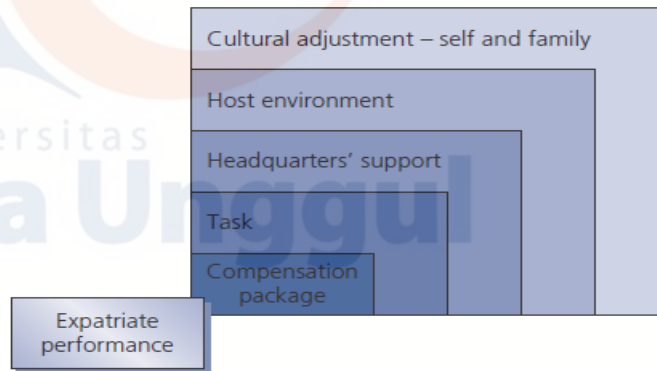 Cultural adjustment – self and family
Host environment
ersitas
Headquarters' support
a Unggul
Task
Compensation
package
Expatriate
performance